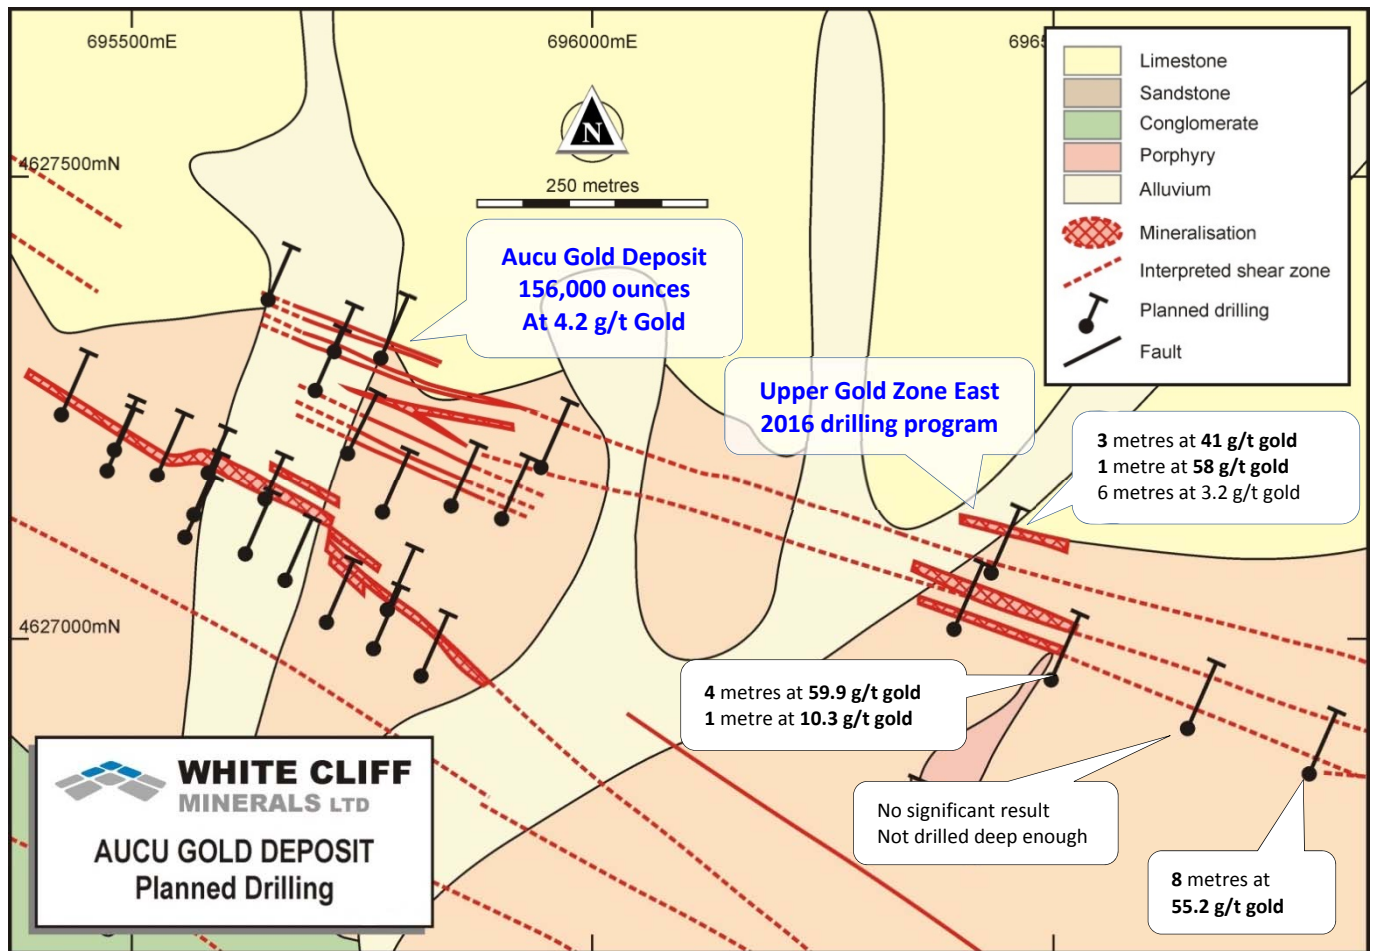 695500mE
696000mE
4627500mN
4627000mN
N
250 metres
Limestone
Sandstone
Conglomerate
Porphyry
Alluvium
Mineralisation
Interpreted shear zone
Planned drilling
Fault
Aucu Gold Deposit
156,000 ounces
At 4.2 g/t Gold
Upper Gold Zone East
2016 drilling program
3 metres at 41 g/t gold
1 metre at 58 g/t gold
6 metres at 3.2 g/t gold
4 metres at 59.9 g/t gold
1 metre at 10.3 g/t gold
No significant result
Not drilled deep enough
8 metres at
55.2 g/t gold
WHITE CLIFF
MINERALS LTD
AUCU GOLD DEPOSIT
Planned Drilling